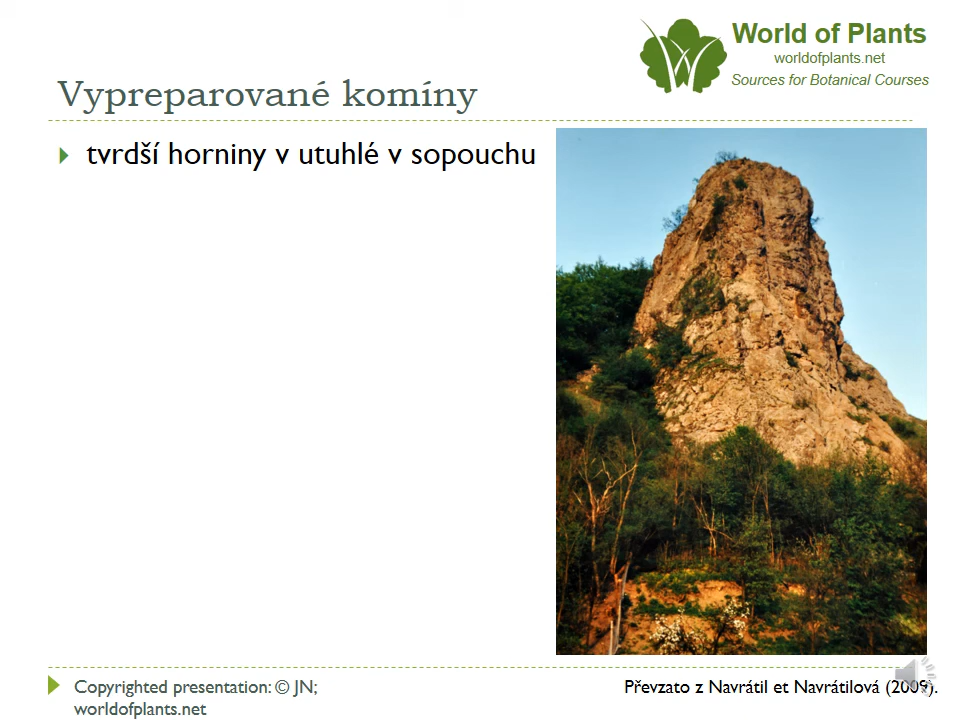 World of Plants
worldofplants.net
Sources for Botanical Courses
Vypreparované komíny
tvrdší horniny v utuhlé v sopouchu
Copyrighted presentation: © JN;
worldofplants.net
Převzato z Navrátil et Navrátilová (2009).